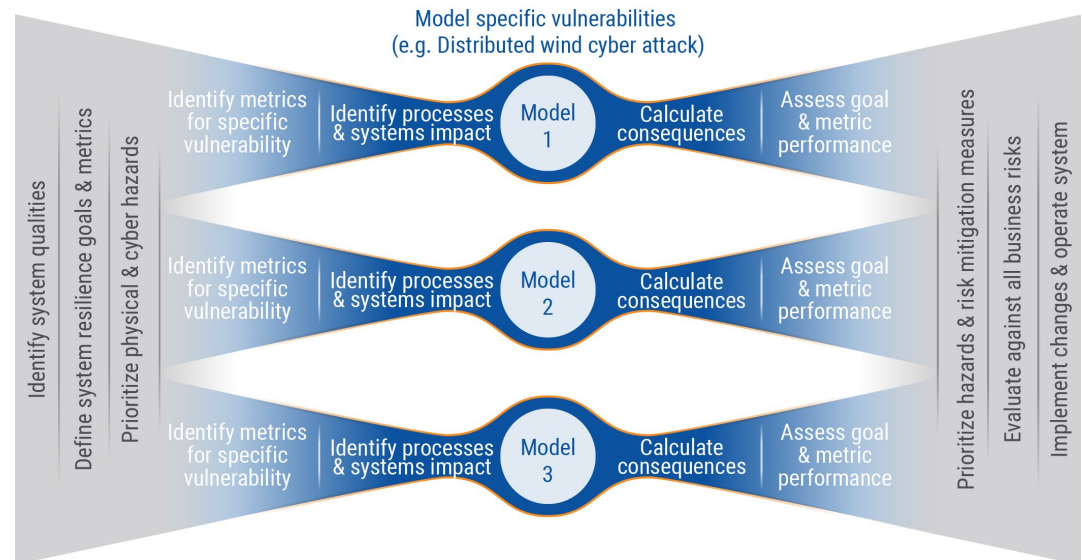 Model specific vulnerabilities
(e.g. Distributed wind cyber attack)
Identify system qualities
Define system resilience goals & metrics
Prioritize physical & cyber hazards
Identify metrics
for specific
vulnerability
Identify processes
& systems impact
Model
1
Calculate
consequences
Assess goal
& metric
performance
Identify metrics
for specific
vulnerability
Identify processes
& systems impact
Model
2
Calculate
consequences
Assess goal
& metric
performance
Identify metrics
for specific
vulnerability
Identify processes
& systems impact
Model
3
Calculate
consequences
Assess goal
& metric
performance
Prioritize hazards & risk mitigation measures
Evaluate against all business risks
Implement changes & operate system